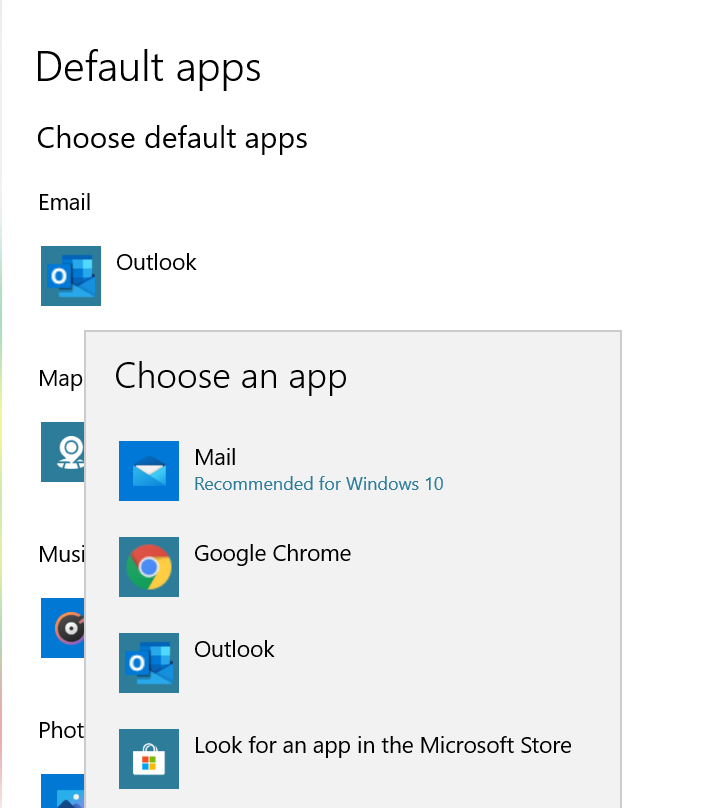 Default apps
Choose default apps
Email
Outlook
Map
Musi
Phot
Choose an app
Mail
Recommended for Windows 10
Google Chrome
Outlook
Look for an app in the Microsoft Store